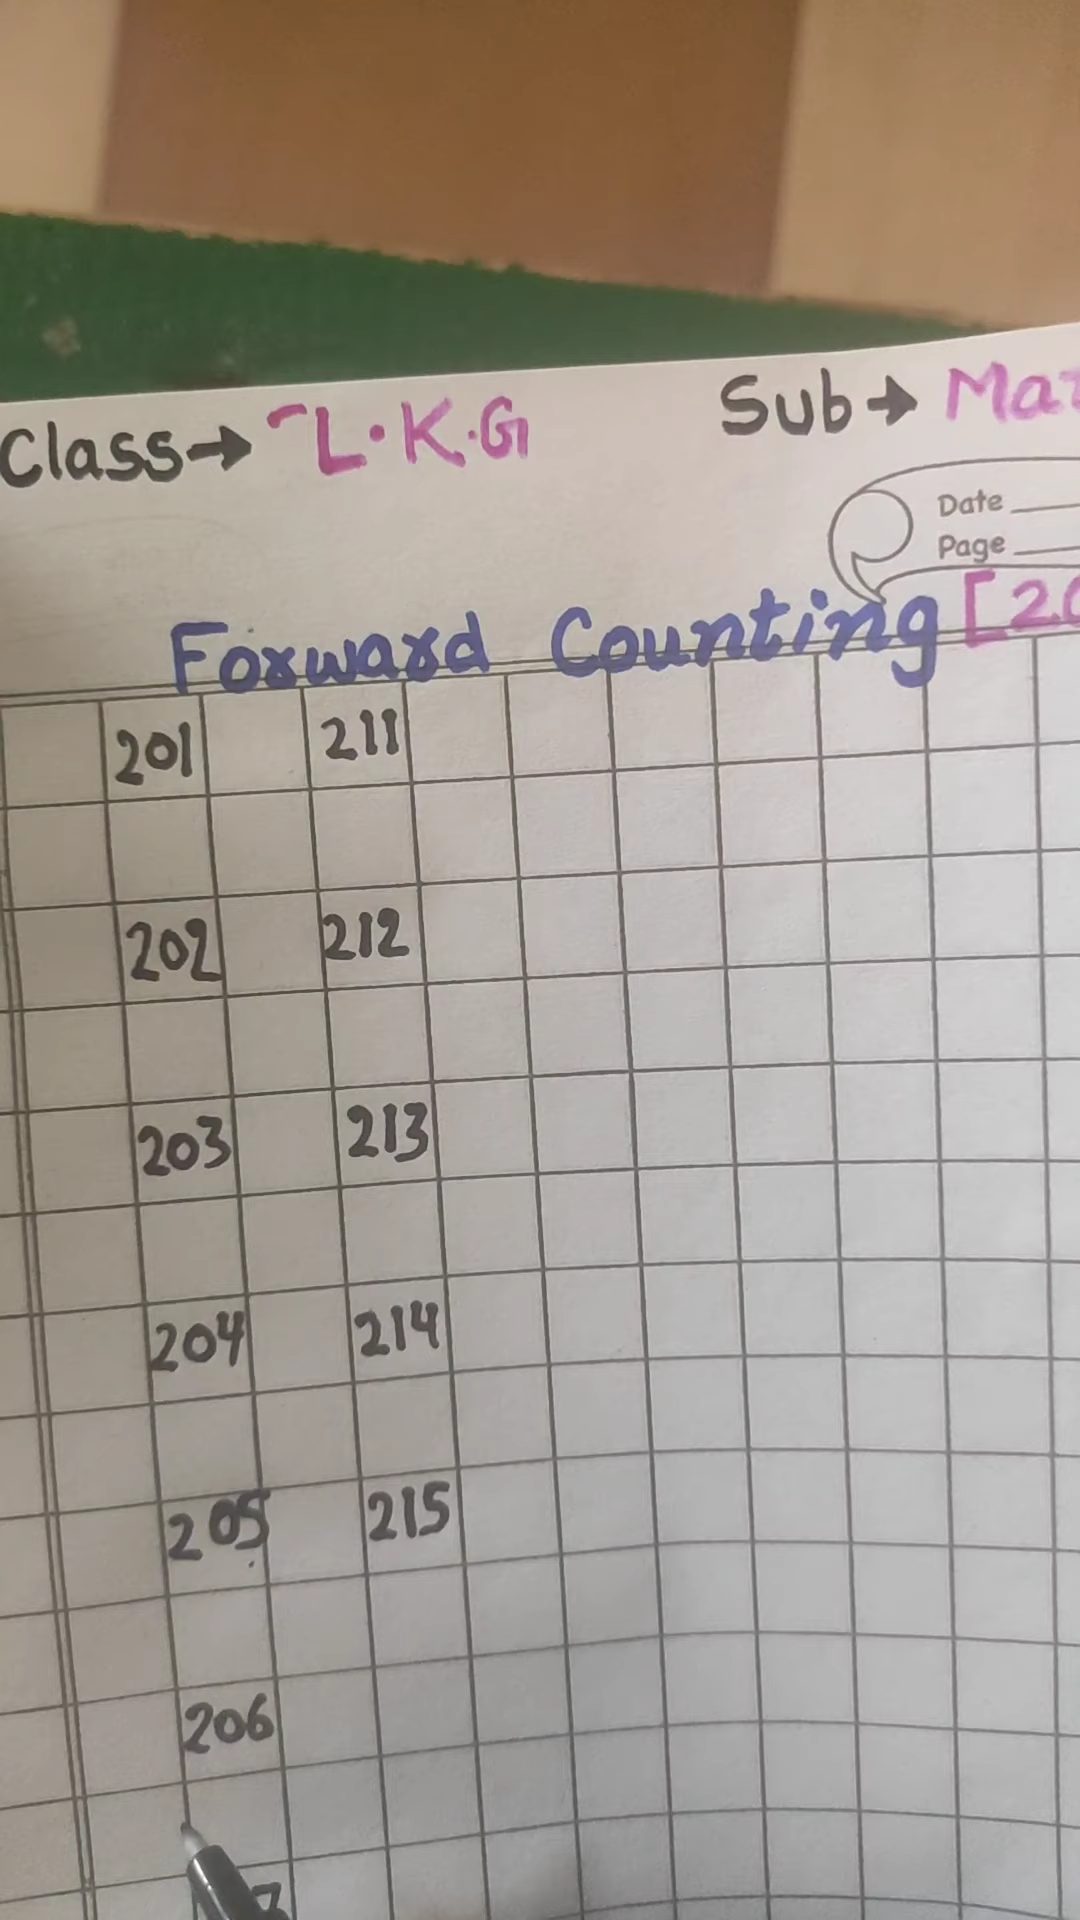 Class→ L.K.G Sub→
Date
Page
Forward Counting
201 211
202 212
203 213
204 214
205 215
206